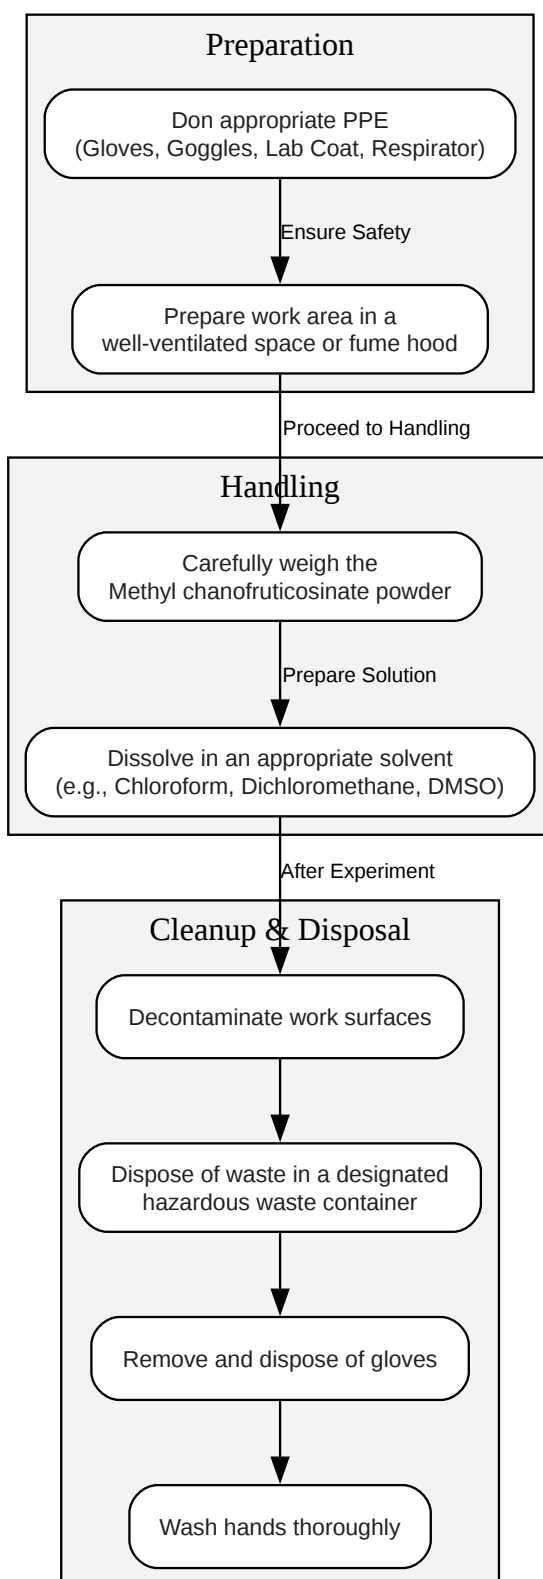 Preparation
Don appropriate PPE
(Gloves, Goggles, Lab Coat, Respirator)
Ensure Safety
Prepare work area in a
well-ventilated space or fume hood
Proceed to Handling
Handling
Carefully weigh the
Methyl chanofruticosinate powder
Prepare Solution
Dissolve in an appropriate solvent
(e.g., Chloroform, Dichloromethane, DMSO)
After Experiment
Cleanup & Disposal
Decontaminate work surfaces
Dispose of waste in a designated
hazardous waste container
Remove and dispose of gloves
Wash hands thoroughly